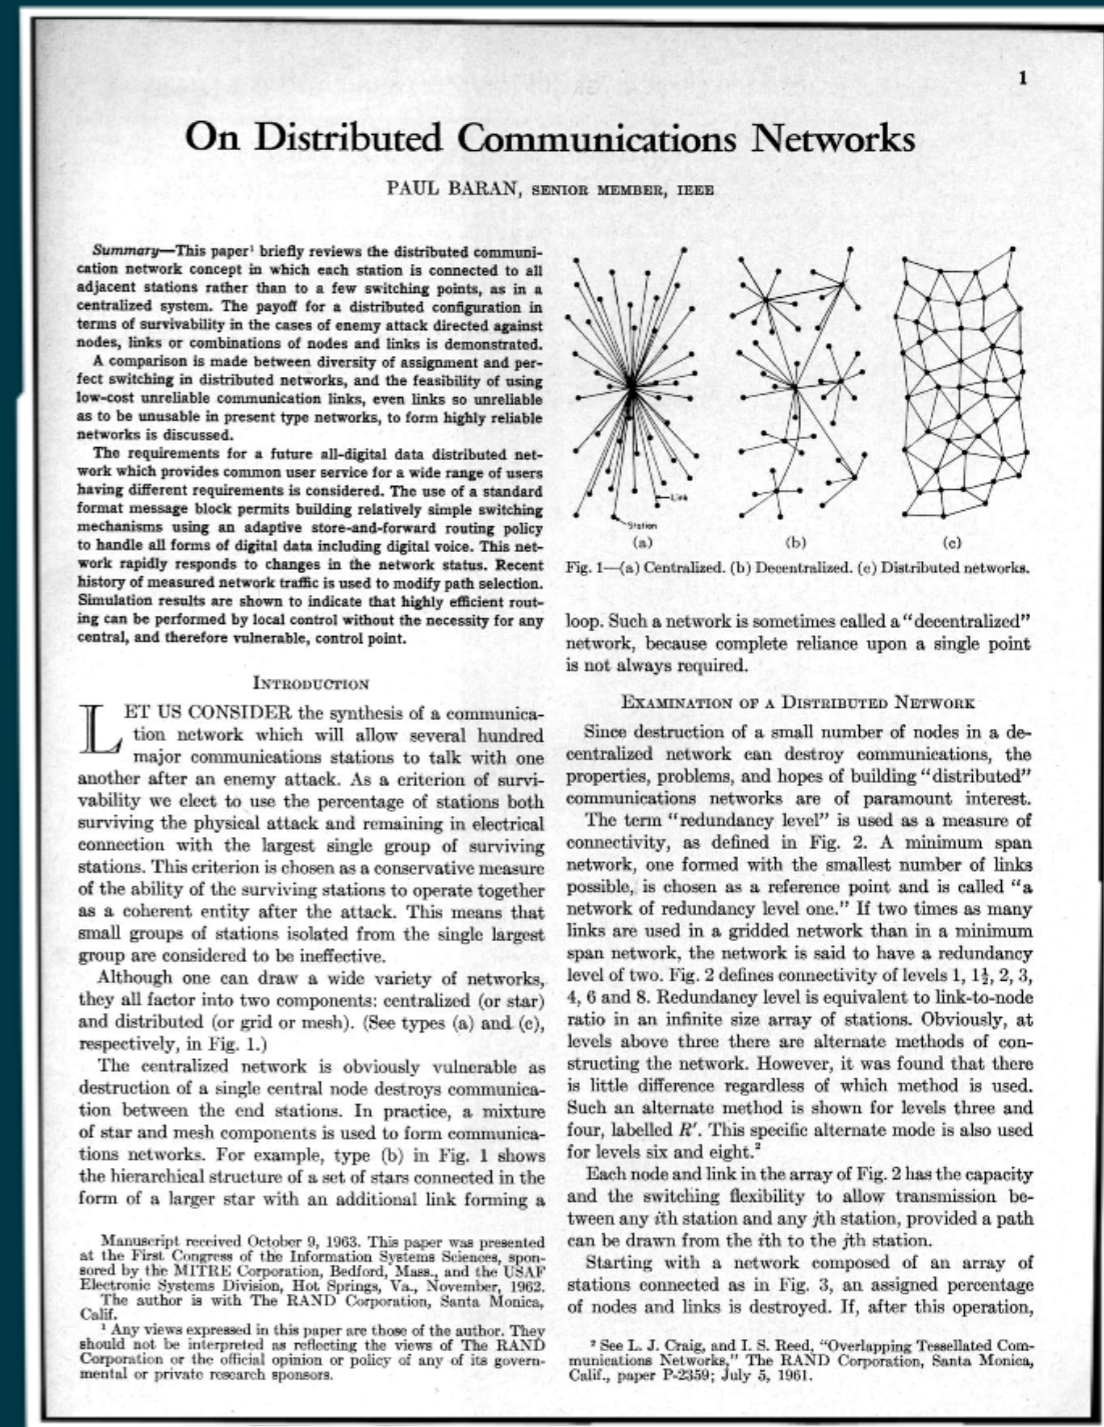 1
On Distributed Communications Networks
PAUL BARAN, SENIOR MEMBER, IEEE
Summary—This paper¹ briefly reviews the distributed communi-
cation network concept in which each station is connected to all
adjacent stations rather than to a few switching points, as in a
centralized system. The payoff for a distributed configuration in
terms of survivability in the cases of enemy attack directed against
nodes, links or combinations of nodes and links is demonstrated.
A comparison is made between diversity of assignment and per-
fect switching in distributed networks, and the feasibility of using
low-cost unreliable communication links, even links so unreliable
as to be unusable in present type networks, to form highly reliable
networks is discussed.
The requirements for a future all-digital data distributed net-
work which provides common user service for a wide range of users
having different requirements is considered. The use of a standard
format message block permits building relatively simple switching
mechanisms using an adaptive store-and-forward routing policy
to handle all forms of digital data including digital voice. This net-
work rapidly responds to changes in the network status. Recent
history of measured network traffic is used to modify path selection.
Simulation results are shown to indicate that highly efficient rout-
ing can be performed by local control without the necessity for any
central, and therefore vulnerable, control point.
INTRODUCTION
LET US CONSIDER the synthesis of a communica-
tion network which will allow several hundred
major communications stations to talk with one
another after an enemy attack. As a criterion of survi-
vability we elect to use the percentage of stations both
surviving the physical attack and remaining in electrical
connection with the largest single group of surviving
stations. This criterion is chosen as a conservative measure
of the ability of the surviving stations to operate together
as a coherent entity after the attack. This means that
small groups of stations isolated from the single largest
group are considered to be ineffective.
Although one can draw a wide variety of networks,
they all factor into two components: centralized (or star)
and distributed (or grid or mesh). (See types (a) and (c),
respectively, in Fig. 1.)
The centralized network is obviously vulnerable as
destruction of a single central node destroys communica-
tion between the end stations. In practice, a mixture
of star and mesh components is used to form communica-
tions networks. For example, type (b) in Fig. 1 shows
the hierarchical structure of a set of stars connected in the
form of a larger star with an additional link forming a
Manuscript received October 9, 1963. This paper was presented
at the First Congress of the Information Systems Sciences, spon-
sored by the MITRE Corporation, Bedford, Mass., and the USAF
Electronic Systems Division, Hot Springs, Va., November, 1962.
The author is with The RAND Corporation, Santa Monica,
Calif.
¹ Any views expressed in this paper are those of the author. They
should not be interpreted as reflecting the views of The RAND
Corporation or the official opinion or policy of any of its govern-
mental or private research sponsors.
Link
Station
(a)
(b)
(c)
Fig. 1—(a) Centralized. (b) Decentralized. (c) Distributed networks.
loop. Such a network is sometimes called a "decentralized"
network, because complete reliance upon a single point
is not always required.
EXAMINATION OF A DISTRIBUTED NETWORK
Since destruction of a small number of nodes in a de-
centralized network can destroy communications, the
properties, problems, and hopes of building "distributed"
communications networks are of paramount interest.
The term "redundancy level" is used as a measure of
connectivity, as defined in Fig. 2. A minimum span
network, one formed with the smallest number of links
possible, is chosen as a reference point and is called "a
network of redundancy level one." If two times as many
links are used in a gridded network than in a minimum
span network, the network is said to have a redundancy
level of two. Fig. 2 defines connectivity of levels 1, 1½, 2, 3,
4, 6 and 8. Redundancy level is equivalent to link-to-node
ratio in an infinite size array of stations. Obviously, at
levels above three there are alternate methods of con-
structing the network. However, it was found that there
is little difference regardless of which method is used.
Such an alternate method is shown for levels three and
four, labelled R'. This specific alternate mode is also used
for levels six and eight.²
Each node and link in the array of Fig. 2 has the capacity
and the switching flexibility to allow transmission be-
tween any ith station and any jth station, provided a path
can be drawn from the ith to the jth station.
Starting with a network composed of an array of
stations connected as in Fig. 3, an assigned percentage
of nodes and links is destroyed. If, after this operation,
² See L. J. Craig, and I. S. Reed, "Overlapping Tessellated Com-
munications Networks," The RAND Corporation, Santa Monica,
Calif., paper P-2359; July 5, 1961.